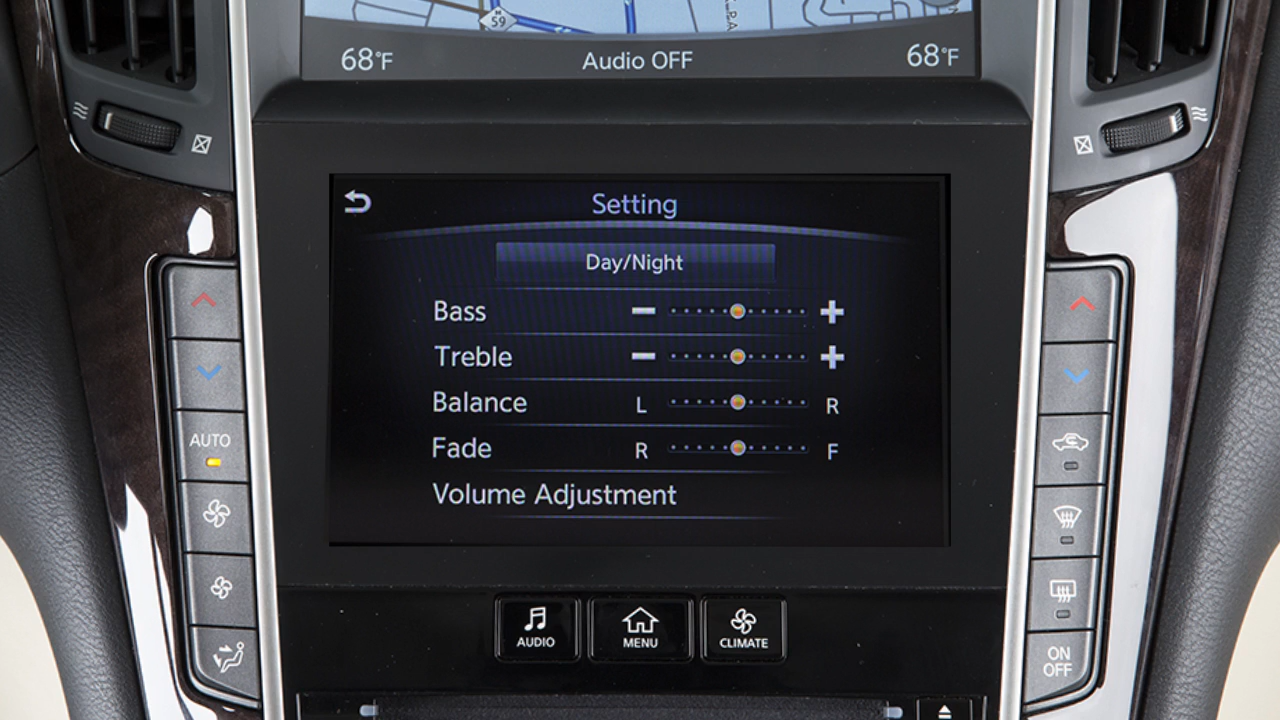 59
68°F
Audio OFF
68°F
Setting
Day/Night
Bass
Treble
Balance L R
Fade R F
Volume Adjustment
AUTO
ON
OFF
AUDIO
MENU
CLIMATE